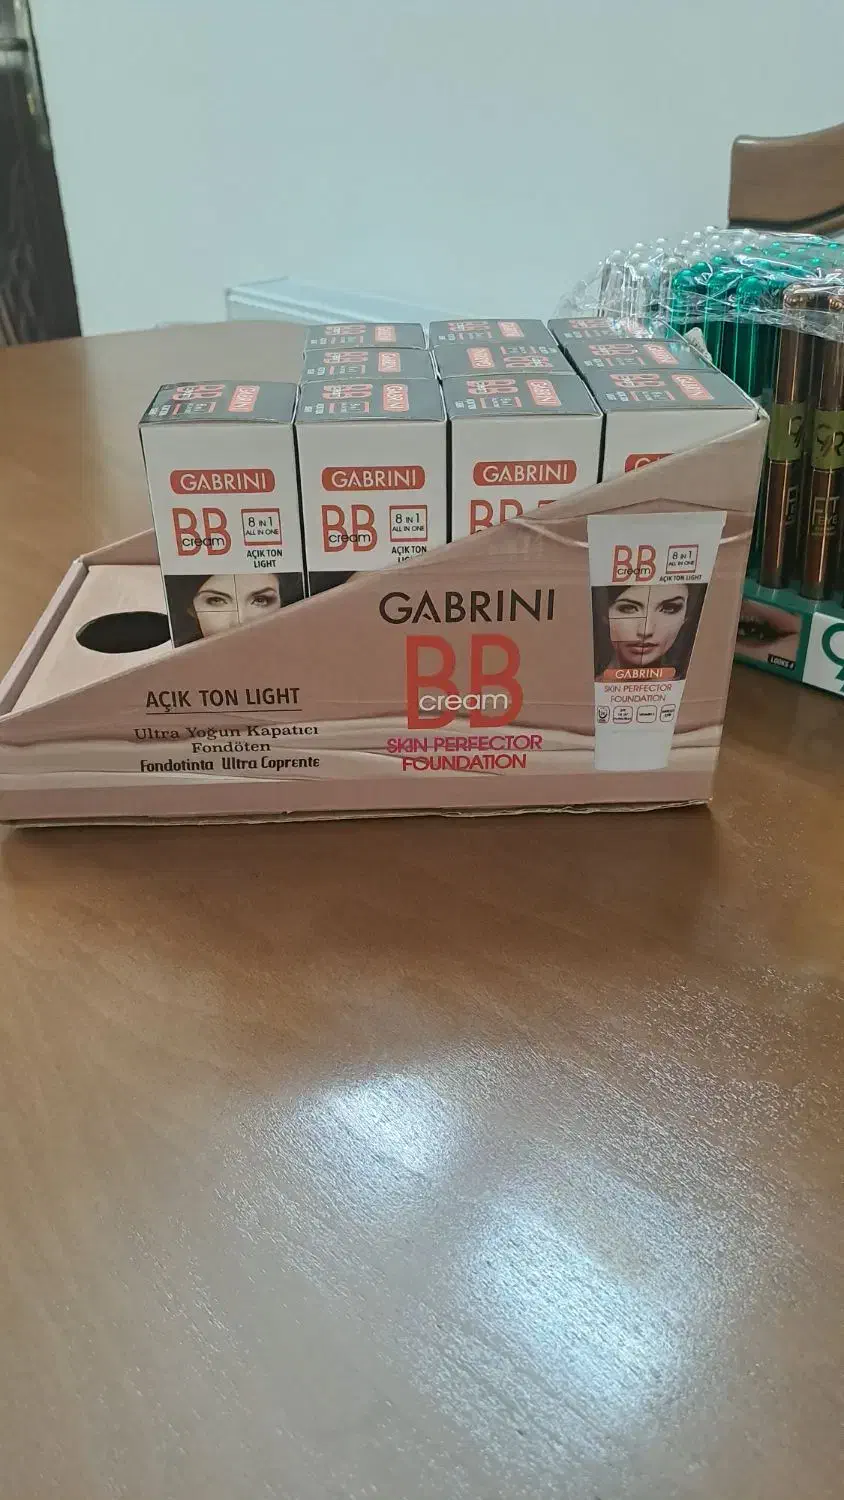 GABRINI
BB
cream
8 IN 1
ALL IN ONE
AÇIK TON
LIGHT
GABRINI
BB
cream
8 IN 1
ALL IN ONE
AÇIK TON
GABRINI
GABRINI
BB
cream
SKIN PERFECTOR
FOUNDATION
AÇIK TON LIGHT
Ultra Yoğun Kapatıcı
Fondöten
Fondotinta Ultra Coprente
BB
cream
8 IN 1
ALL IN ONE
AÇIK TON LIGHT
GABRINI
SKIN PERFECTOR
FOUNDATION
LOOKS 4